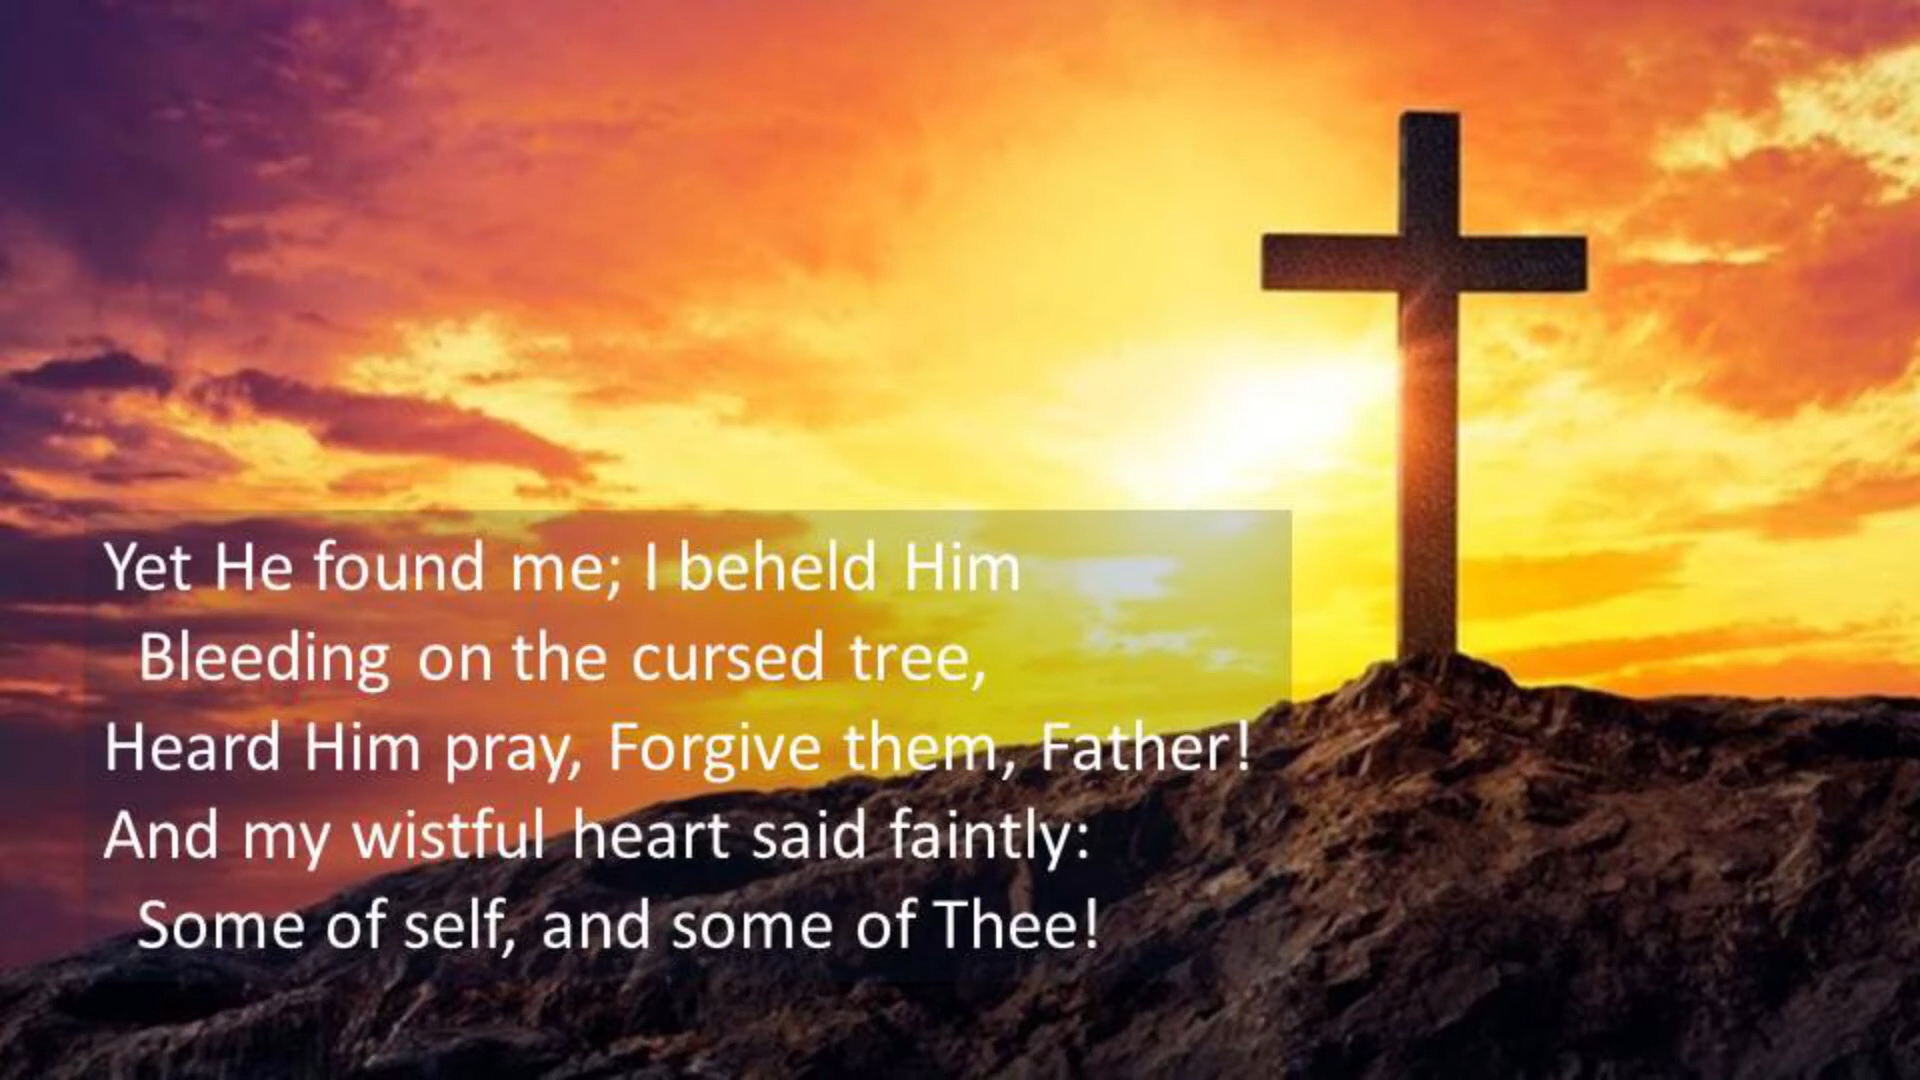 Yet He found me; I beheld Him
Bleeding on the cursed tree,
Heard Him pray, Forgive them, Father!
And my wistful heart said faintly:
Some of self, and some of Thee!